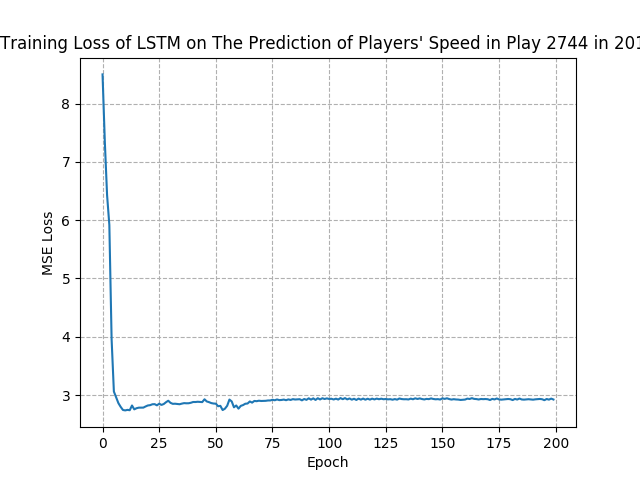 Training Loss of LSTM on The Prediction of Players' Speed in Play 2744 in 201
8
7
6
5
4
3
MSE Loss
0 25 50 75 100 125 150 175 200
Epoch